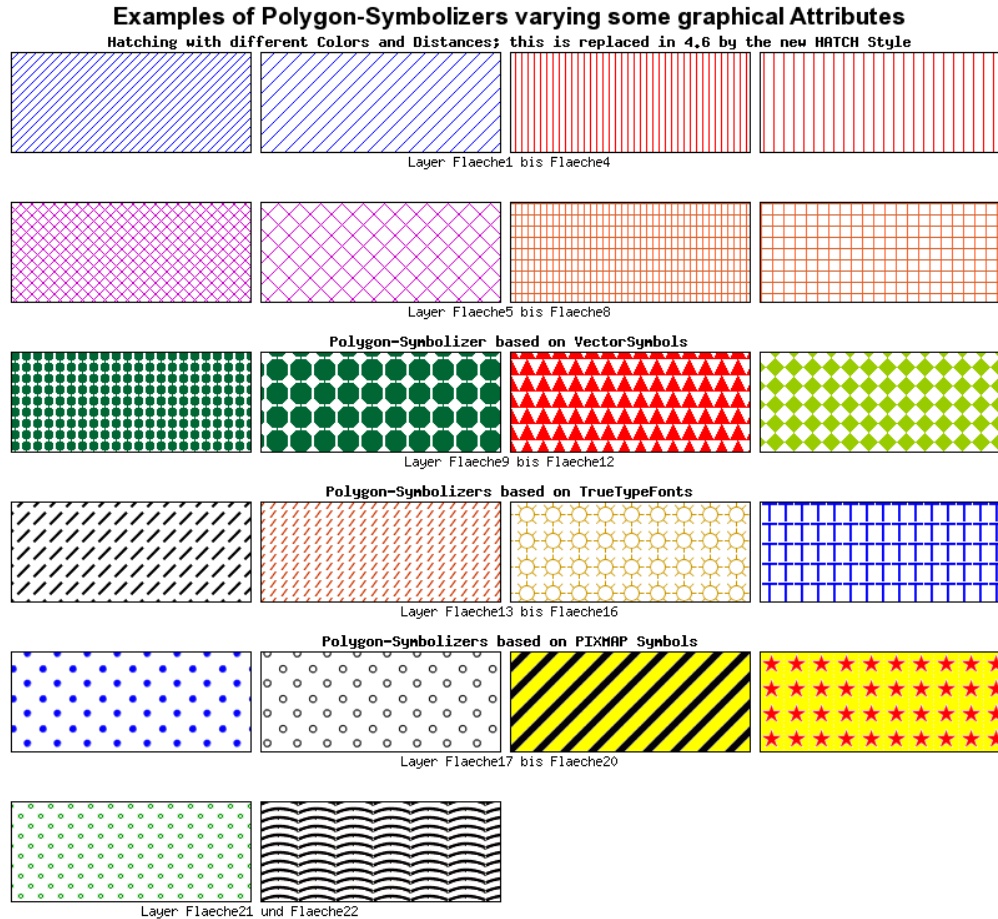 Examples of Polygon-Symbolizers varying some graphical Attributes
Hatching with different Colors and Distances; this is replaced in 4.6 by the new HATCH Style
Layer Flaeche1 bis Flaeche4
Layer Flaeche5 bis Flaeche8
Polygon-Symbolizer based on VectorSymbols
Layer Flaeche9 bis Flaeche12
Polygon-Symbolizers based on TrueTypeFonts
Layer Flaeche13 bis Flaeche16
Polygon-Symbolizers based on PIXMAP Symbols
Layer Flaeche17 bis Flaeche20
Layer Flaeche21 und Flaeche22